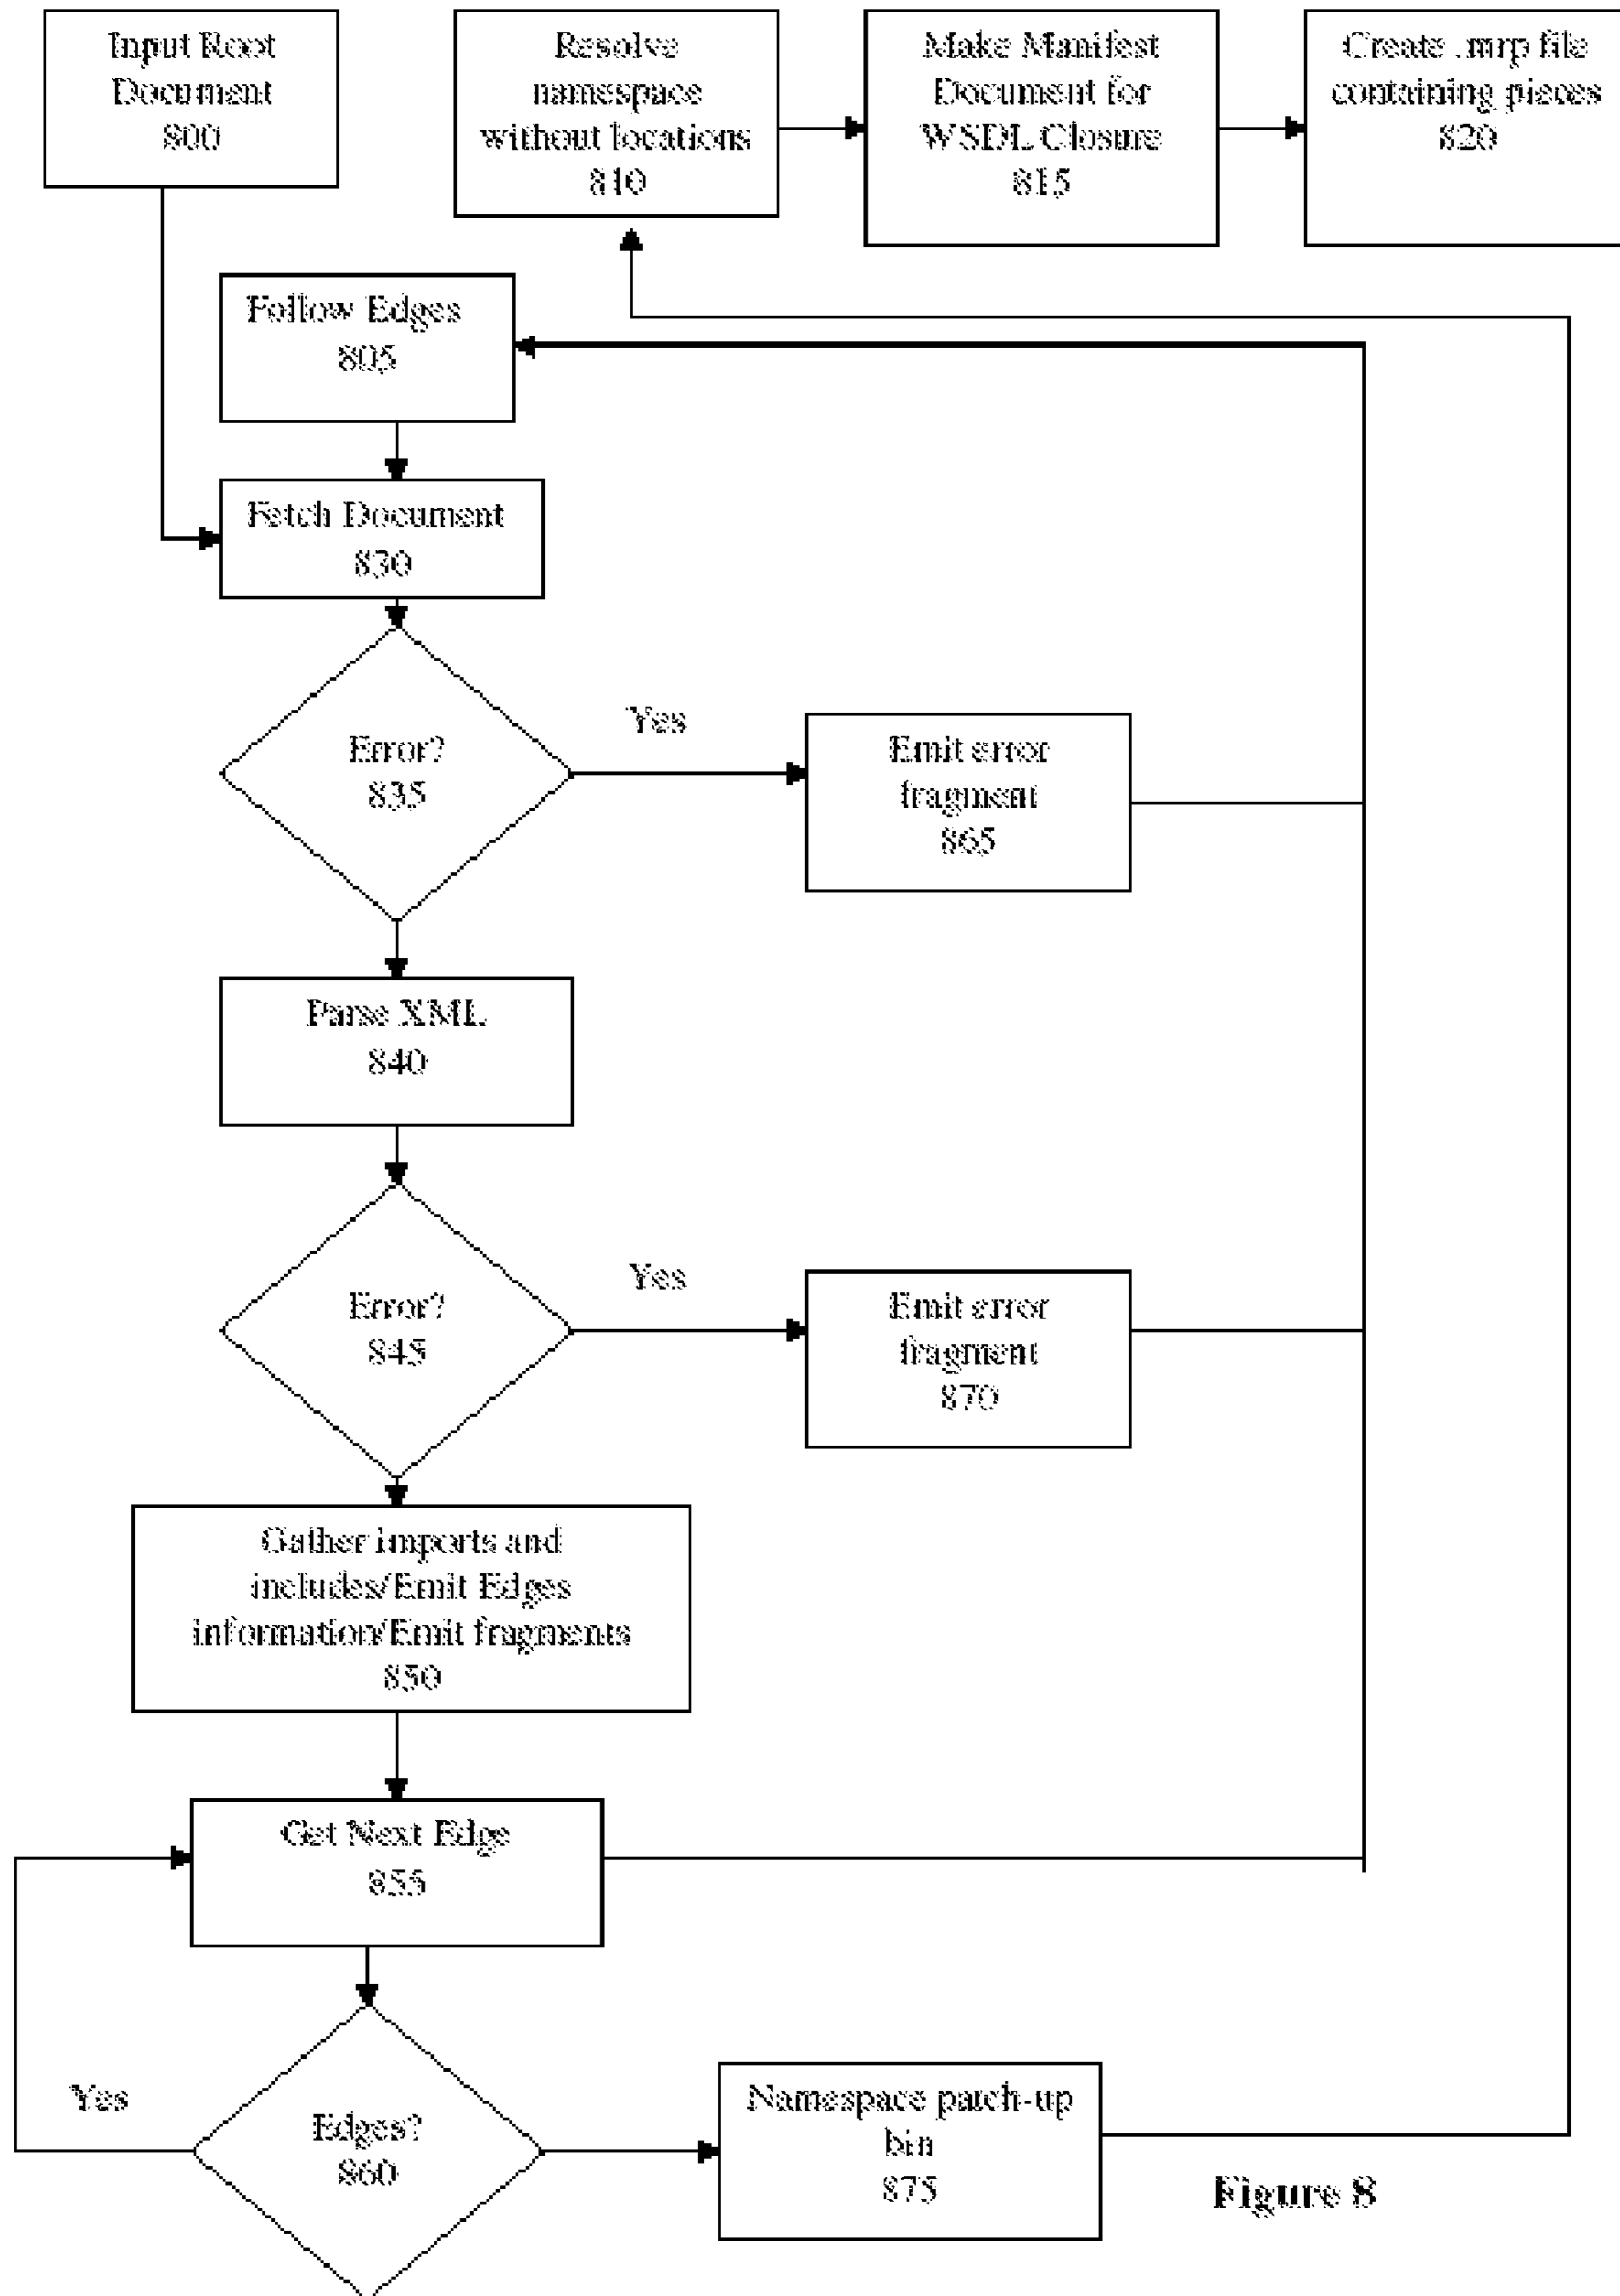 Input Root
Document
800
Resolve
namespace
without locations
810
Make Manifest
Document for
WSDL Closure
815
Create .mrp file
containing pieces
820
Follow Edges
805
Fetch Document
830
Error?
835
Yes
Emit error
fragment
865
Parse XML
840
Error?
845
Yes
Emit error
fragment
870
Gather imports and
includes/Emit Edges
information/Emit fragments
850
Get Next Edge
855
Yes
Edges?
860
Namespace patch-up
bin
875
Figure 8